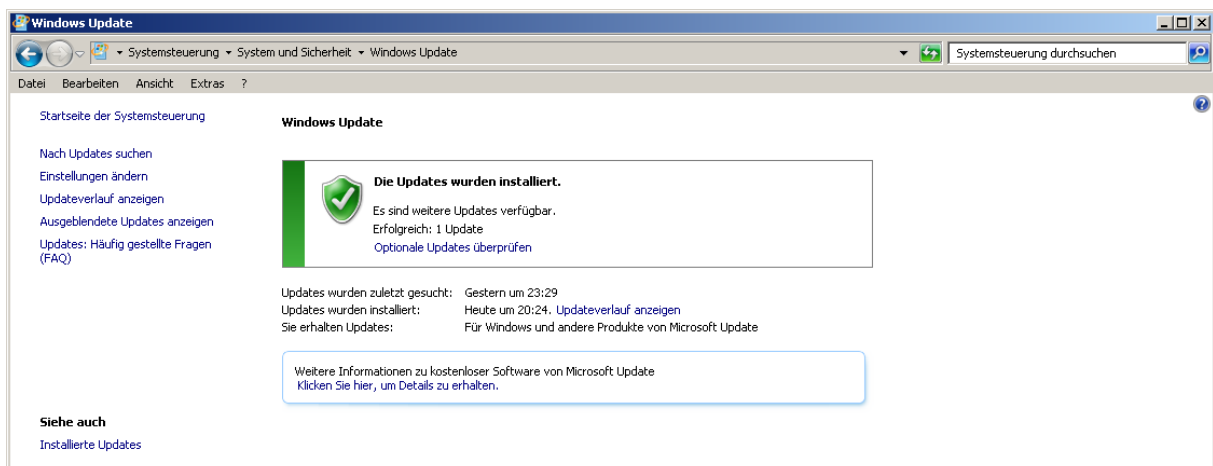 Windows Update
Systemsteuerung System und Sicherheit Windows Update
Systemsteuerung durchsuchen
Datei Bearbeiten Ansicht Extras ?
Startseite der Systemsteuerung
Nach Updates suchen
Einstellungen ändern
Updateverlauf anzeigen
Ausgeblendete Updates anzeigen
Updates: Häufig gestellte Fragen
(FAQ)
Windows Update
Die Updates wurden installiert.
Es sind weitere Updates verfügbar.
Erfolgreich: 1 Update
Optionale Updates überprüfen
Updates wurden zuletzt gesucht: Gestern um 23:29
Updates wurden installiert: Heute um 20:24. Updateverlauf anzeigen
Sie erhalten Updates: Für Windows und andere Produkte von Microsoft Update
Weitere Informationen zu kostenloser Software von Microsoft Update
Klicken Sie hier, um Details zu erhalten.
Siehe auch
Installierte Updates